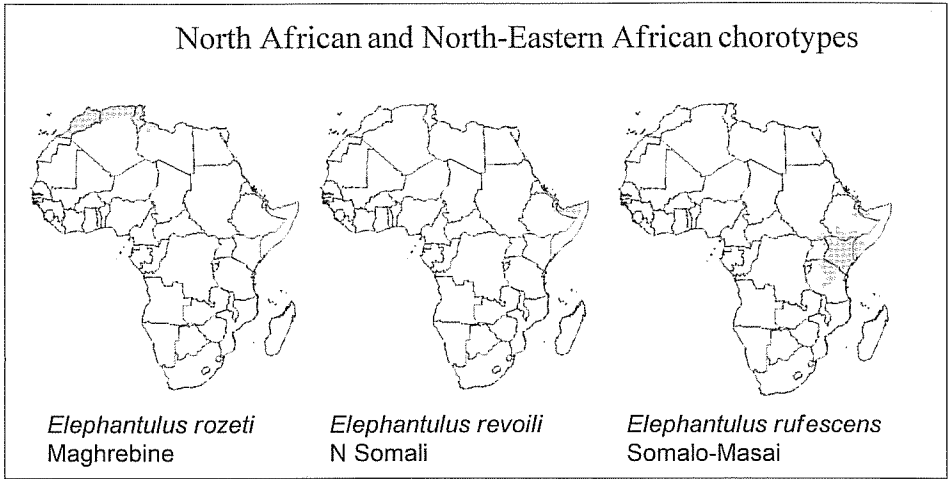 North African and North-Eastern African chorotypes
Elephantulus rozeti
Maghrebine
Elephantulus revoili
N Somali
Elephantulus rufescens
Somalo-Masai